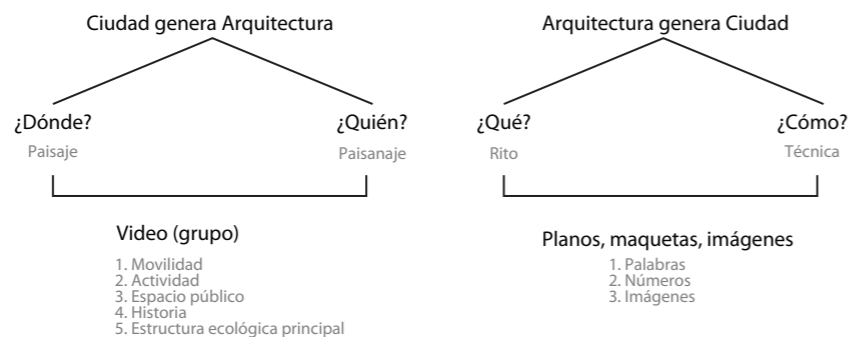 Ciudad genera Arquitectura
¿Dónde?
Paisaje
¿Quién?
Paisanaje
Video (grupo)
1. Movilidad
2. Actividad
3. Espacio público
4. Historia
5. Estructura ecológica principal
Arquitectura genera Ciudad
¿Qué?
Rito
¿Cómo?
Técnica
Planos, maquetas, imágenes
1. Palabras
2. Números
3. Imágenes